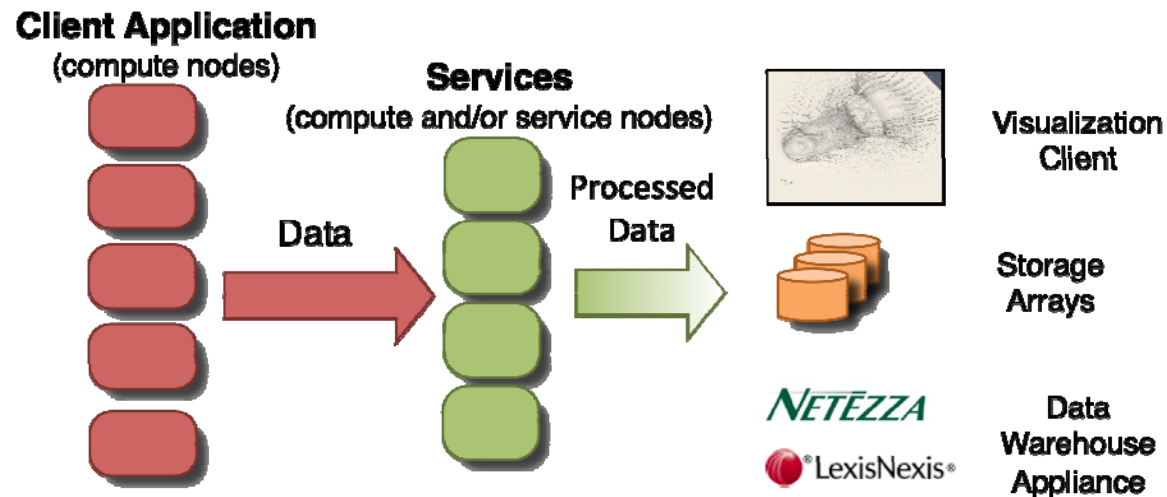 Client Application
(compute nodes)
Services
(compute and/or service nodes)
Data
Processed
Data
Visualization
Client
Storage
Arrays
NETĒZZA
®LexisNexis®
Data
Warehouse
Appliance